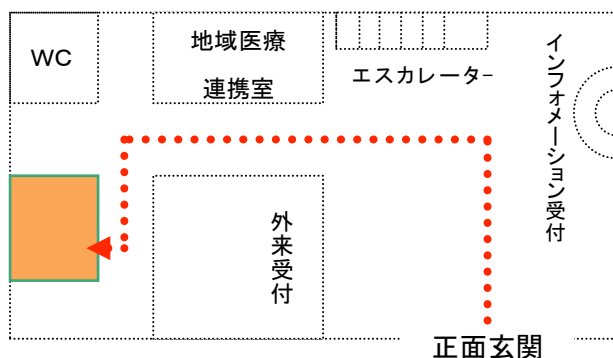 WC
地域医療
連携室
エスカレーター
インフォメーション受付
外来受付
正面玄関